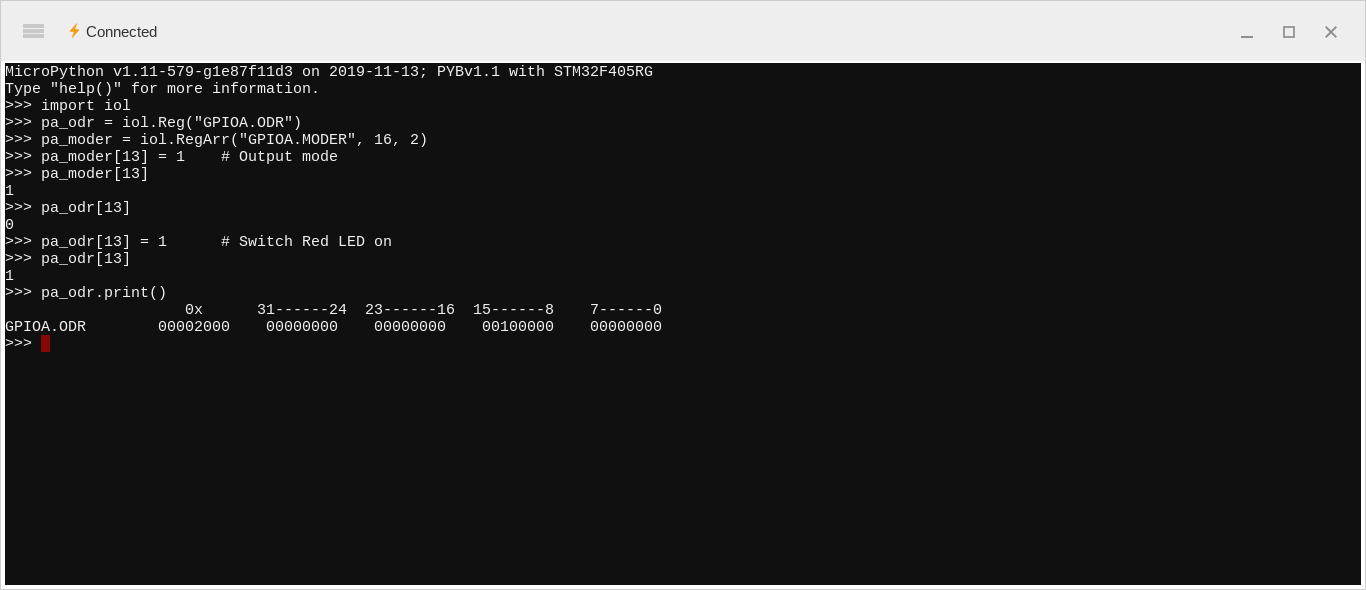 Connected
MicroPython v1.11-579-g1e87f11d3 on 2019-11-13; PYBv1.1 with STM32F405RG
Type "help()" for more information.
>>> import iol
>>> pa_odr = iol.Reg("GPIOA.ODR")
>>> pa_moder = iol.RegArr("GPIOA.MODER", 16, 2)
>>> pa_moder[13] = 1    # Output mode
>>> pa_moder[13]
1
>>> pa_odr[13]
0
>>> pa_odr[13] = 1      # Switch Red LED on
>>> pa_odr[13]
1
>>> pa_odr.print()
                    0x      31------24  23------16  15------8    7------0
GPIOA.ODR        00002000    00000000    00000000    00100000    00000000
>>>